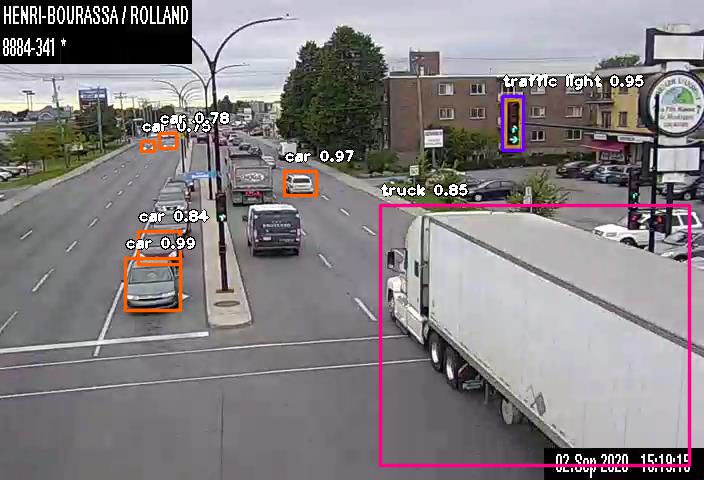 HENRI-BOURASSA / ROLLAND
8884-341 *
traffic light 0.95
car 0.78
car 0.75
car 0.97
truck 0.85
car 0.84
car 0.99
02.Sep 2020 15:19:15